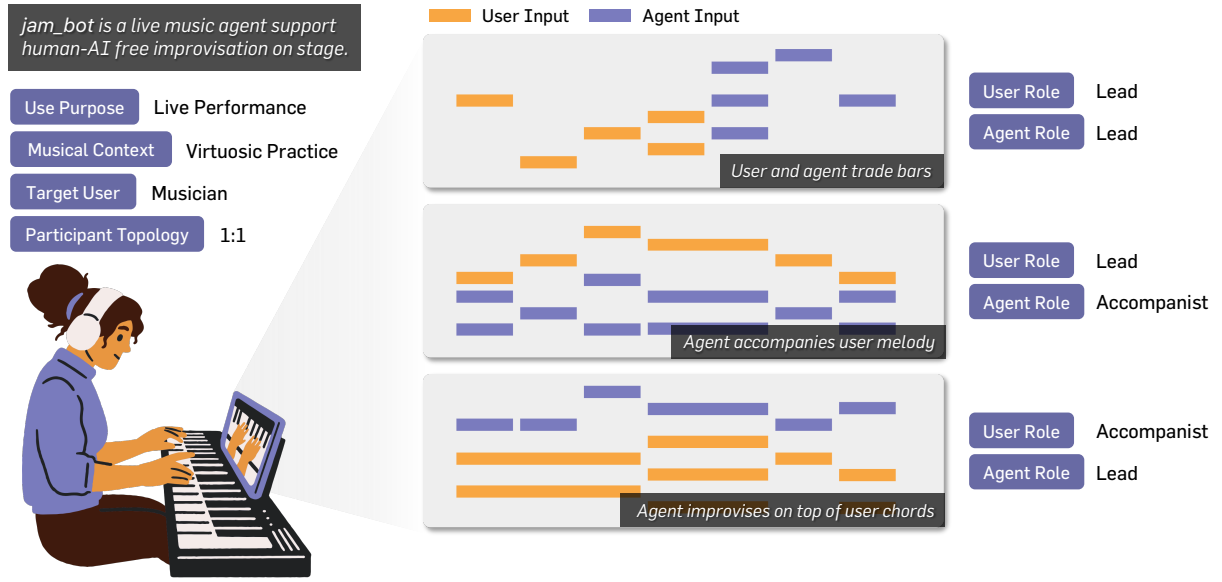 jam_bot is a live music agent support
human-AI free improvisation on stage.
Use Purpose Live Performance
Musical Context Virtuosic Practice
Target User Musician
Participant Topology 1:1
User Input Agent Input
User and agent trade bars
User Role Lead
Agent Role Lead
Agent accompanies user melody
User Role Lead
Agent Role Accompanist
Agent improvises on top of user chords
User Role Accompanist
Agent Role Lead